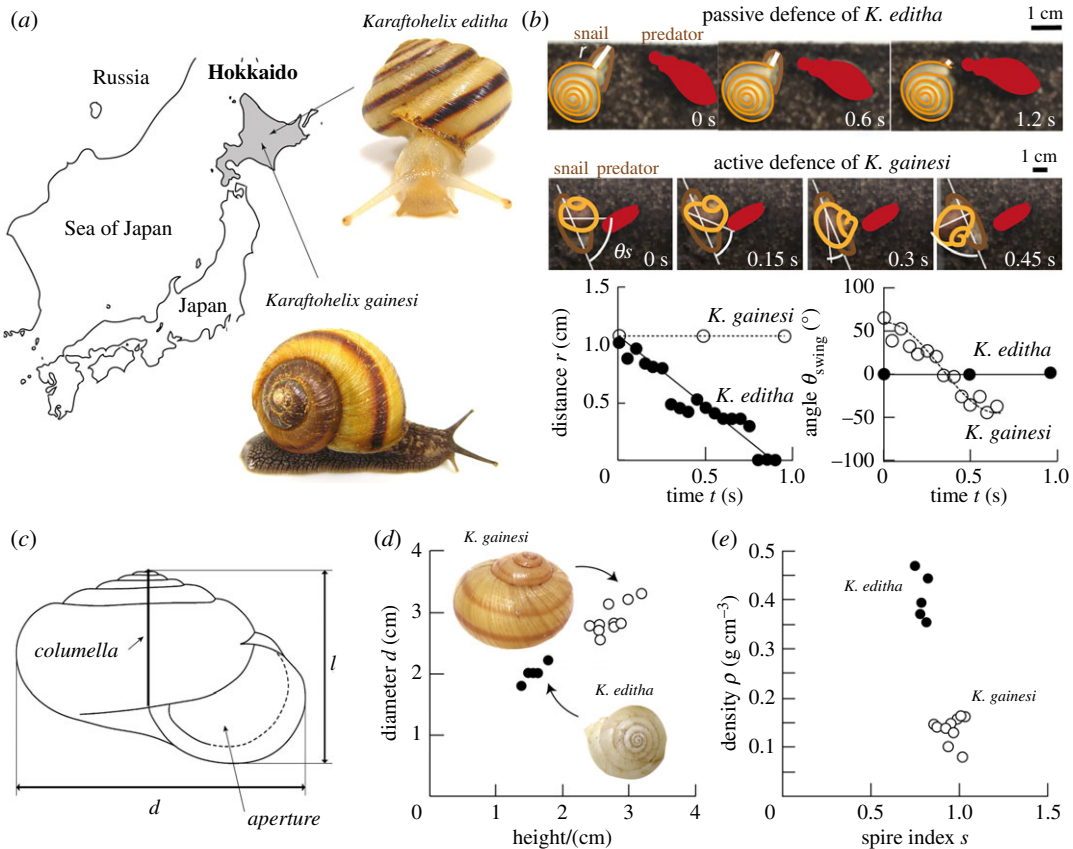 (a)
Karaftohelix editha
Russia
Hokkaido
Sea of Japan
Japan
Karaftohelix gainesi
(b)
passive defence of K. editha
1 cm
snail predator
r
0 s
0.6 s
1.2 s
active defence of K. gainesi
1 cm
snail predator
θs
0 s
0.15 s
0.3 s
0.45 s
distance r (cm)
1.5
1.0
0.5
0
0.5
1.0
time t (s)
K. gainesi
K. editha
angle θswing (°)
100
50
0
−50
−100
0
0.5
1.0
time t (s)
K. editha
K. gainesi
(c)
columella
l
d
aperture
(d)
K. gainesi
diameter d (cm)
4
3
2
1
0
1
2
3
4
height/(cm)
K. editha
(e)
density ρ (g cm−3)
0.5
0.4
0.3
0.2
0.1
0
0.5
1.0
1.5
spire index s
K. editha
K. gainesi